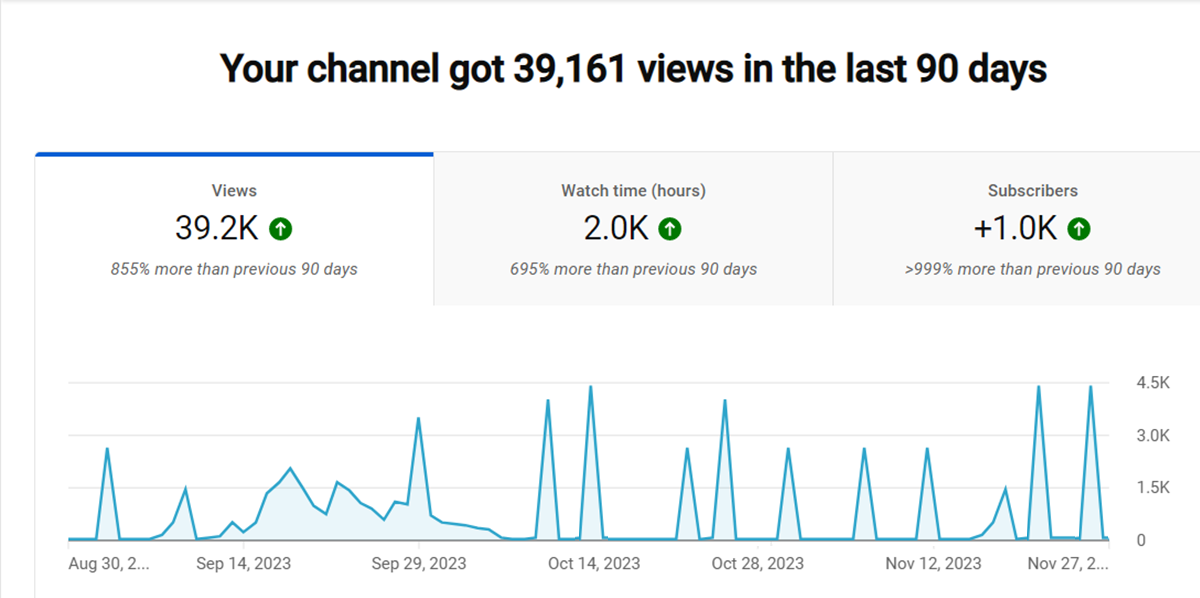 Your channel got 39,161 views in the last 90 days
Views
39.2K
855% more than previous 90 days
Watch time (hours)
2.0K
695% more than previous 90 days
Subscribers
+1.0K
>999% more than previous 90 days
4.5K
3.0K
1.5K
0
Aug 30, 2... Sep 14, 2023 Sep 29, 2023 Oct 14, 2023 Oct 28, 2023 Nov 12, 2023 Nov 27, 2...